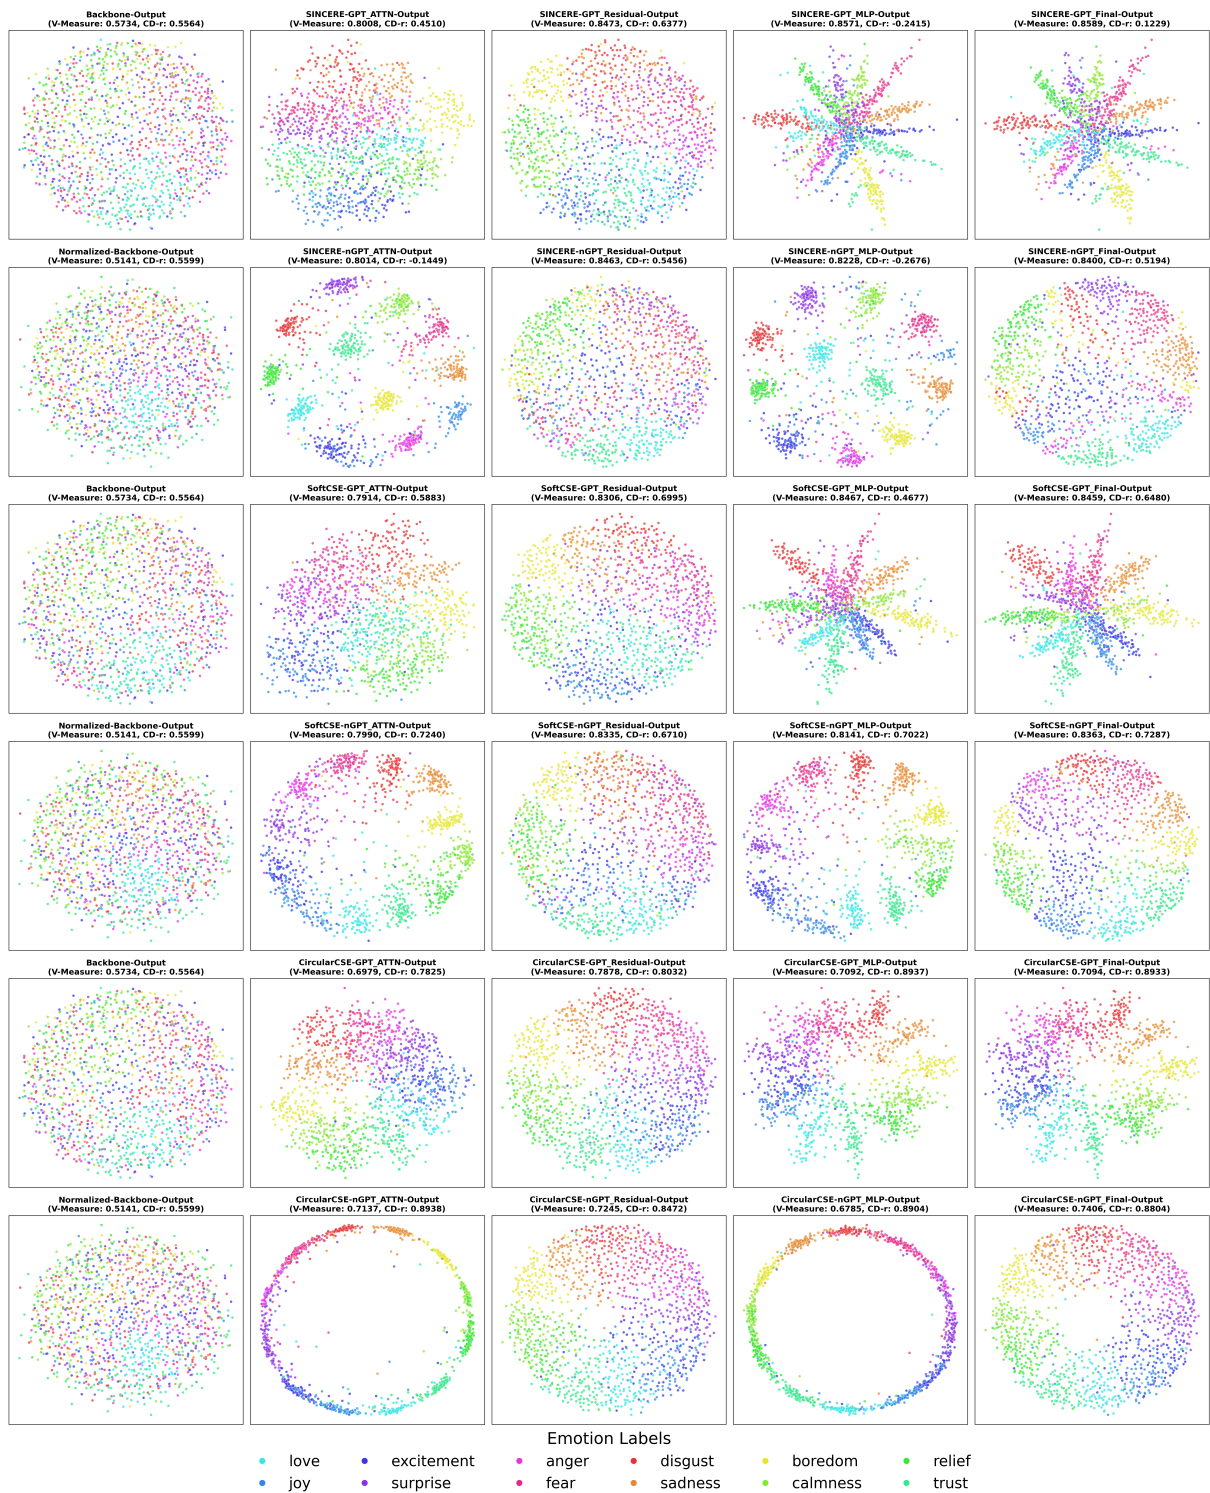 Backbone-Output
(V-Measure: 0.5734, CD-r: 0.5564)
SINCERE-GPT_ATTN-Output
(V-Measure: 0.8008, CD-r: 0.4510)
SINCERE-GPT_Residual-Output
(V-Measure: 0.8473, CD-r: 0.6377)
SINCERE-GPT_MLP-Output
(V-Measure: 0.8571, CD-r: -0.2415)
SINCERE-GPT_Final-Output
(V-Measure: 0.8589, CD-r: 0.1229)
Normalized-Backbone-Output
(V-Measure: 0.5141, CD-r: 0.5599)
SINCERE-nGPT_ATTN-Output
(V-Measure: 0.8014, CD-r: -0.1449)
SINCERE-nGPT_Residual-Output
(V-Measure: 0.8463, CD-r: 0.5456)
SINCERE-nGPT_MLP-Output
(V-Measure: 0.8228, CD-r: -0.2676)
SINCERE-nGPT_Final-Output
(V-Measure: 0.8400, CD-r: 0.5194)
Backbone-Output
(V-Measure: 0.5734, CD-r: 0.5564)
SoftCSE-GPT_ATTN-Output
(V-Measure: 0.7914, CD-r: 0.5883)
SoftCSE-GPT_Residual-Output
(V-Measure: 0.8306, CD-r: 0.6995)
SoftCSE-GPT_MLP-Output
(V-Measure: 0.8467, CD-r: 0.4677)
SoftCSE-GPT_Final-Output
(V-Measure: 0.8459, CD-r: 0.6480)
Normalized-Backbone-Output
(V-Measure: 0.5141, CD-r: 0.5599)
SoftCSE-nGPT_ATTN-Output
(V-Measure: 0.7990, CD-r: 0.7240)
SoftCSE-nGPT_Residual-Output
(V-Measure: 0.8335, CD-r: 0.6710)
SoftCSE-nGPT_MLP-Output
(V-Measure: 0.8141, CD-r: 0.7022)
SoftCSE-nGPT_Final-Output
(V-Measure: 0.8363, CD-r: 0.7287)
Backbone-Output
(V-Measure: 0.5734, CD-r: 0.5564)
CircularCSE-GPT_ATTN-Output
(V-Measure: 0.6979, CD-r: 0.7825)
CircularCSE-GPT_Residual-Output
(V-Measure: 0.7878, CD-r: 0.8032)
CircularCSE-GPT_MLP-Output
(V-Measure: 0.7092, CD-r: 0.8937)
CircularCSE-GPT_Final-Output
(V-Measure: 0.7094, CD-r: 0.8933)
Normalized-Backbone-Output
(V-Measure: 0.5141, CD-r: 0.5599)
CircularCSE-nGPT_ATTN-Output
(V-Measure: 0.7137, CD-r: 0.8938)
CircularCSE-nGPT_Residual-Output
(V-Measure: 0.7245, CD-r: 0.8472)
CircularCSE-nGPT_MLP-Output
(V-Measure: 0.6785, CD-r: 0.8904)
CircularCSE-nGPT_Final-Output
(V-Measure: 0.7406, CD-r: 0.8804)
Emotion Labels
love excitement anger disgust boredom relief
joy surprise fear sadness calmness trust